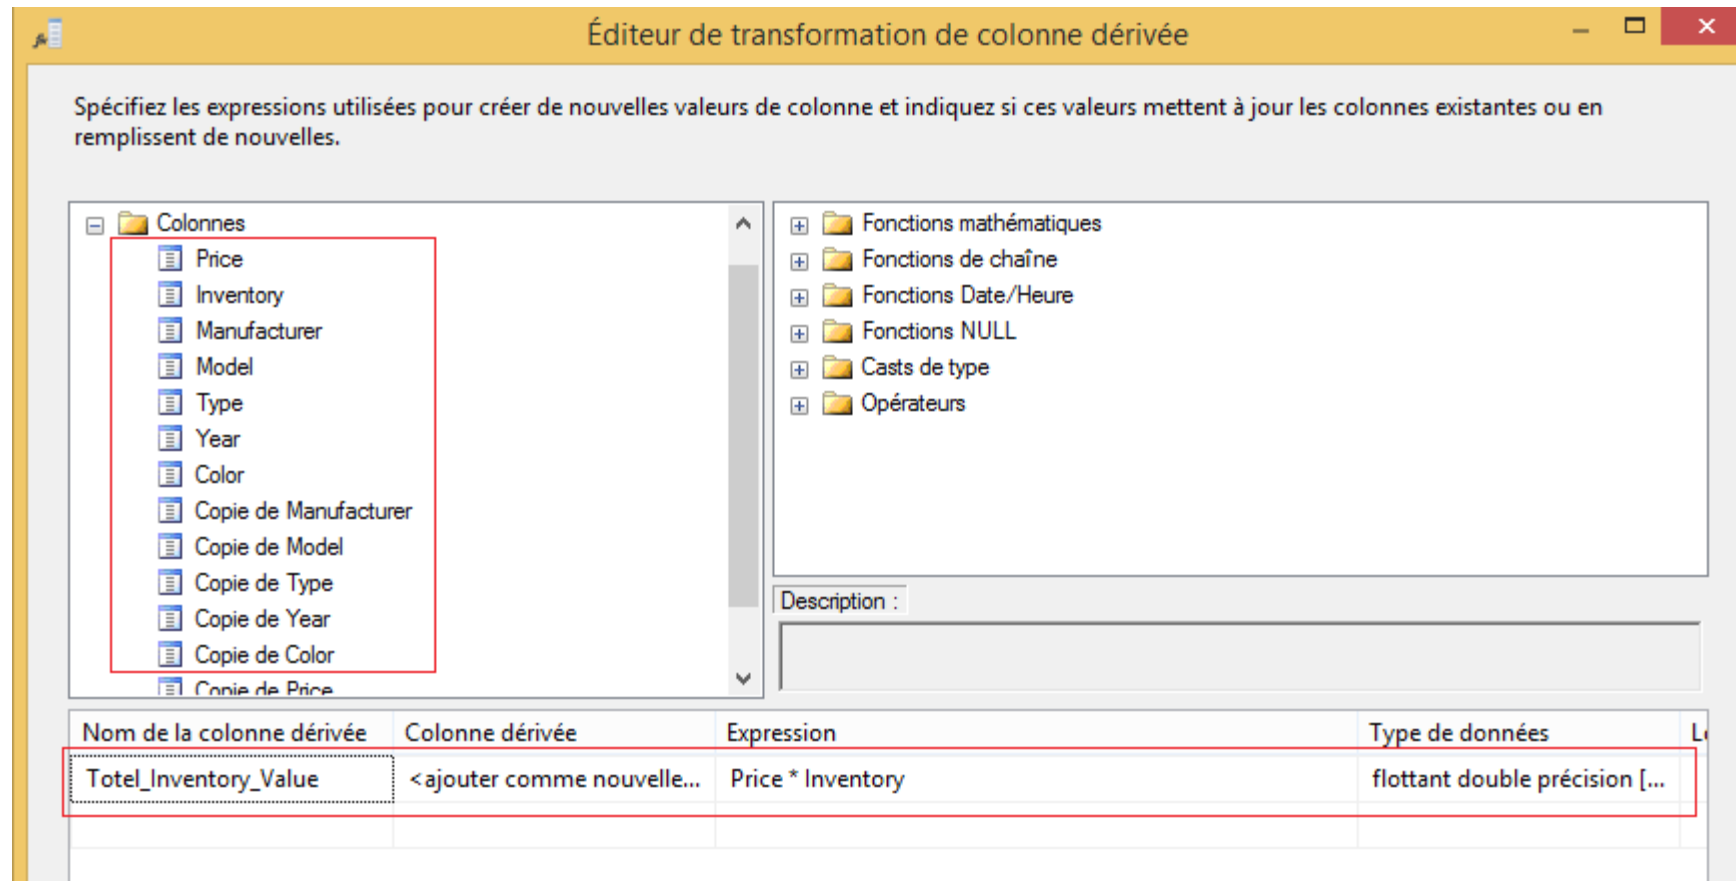 Éditeur de transformation de colonne dérivée
Spécifiez les expressions utilisées pour créer de nouvelles valeurs de colonne et indiquez si ces valeurs mettent à jour les colonnes existantes ou en
remplissent de nouvelles.
Colonnes
Price
Inventory
Manufacturer
Model
Type
Year
Color
Copie de Manufacturer
Copie de Model
Copie de Type
Copie de Year
Copie de Color
Copie de Price
Fonctions mathématiques
Fonctions de chaîne
Fonctions Date/Heure
Fonctions NULL
Casts de type
Opérateurs
Description :
Nom de la colonne dérivée Colonne dérivée Expression Type de données
Totel_Inventory_Value <ajouter comme nouvelle... Price * Inventory flottant double précision [...